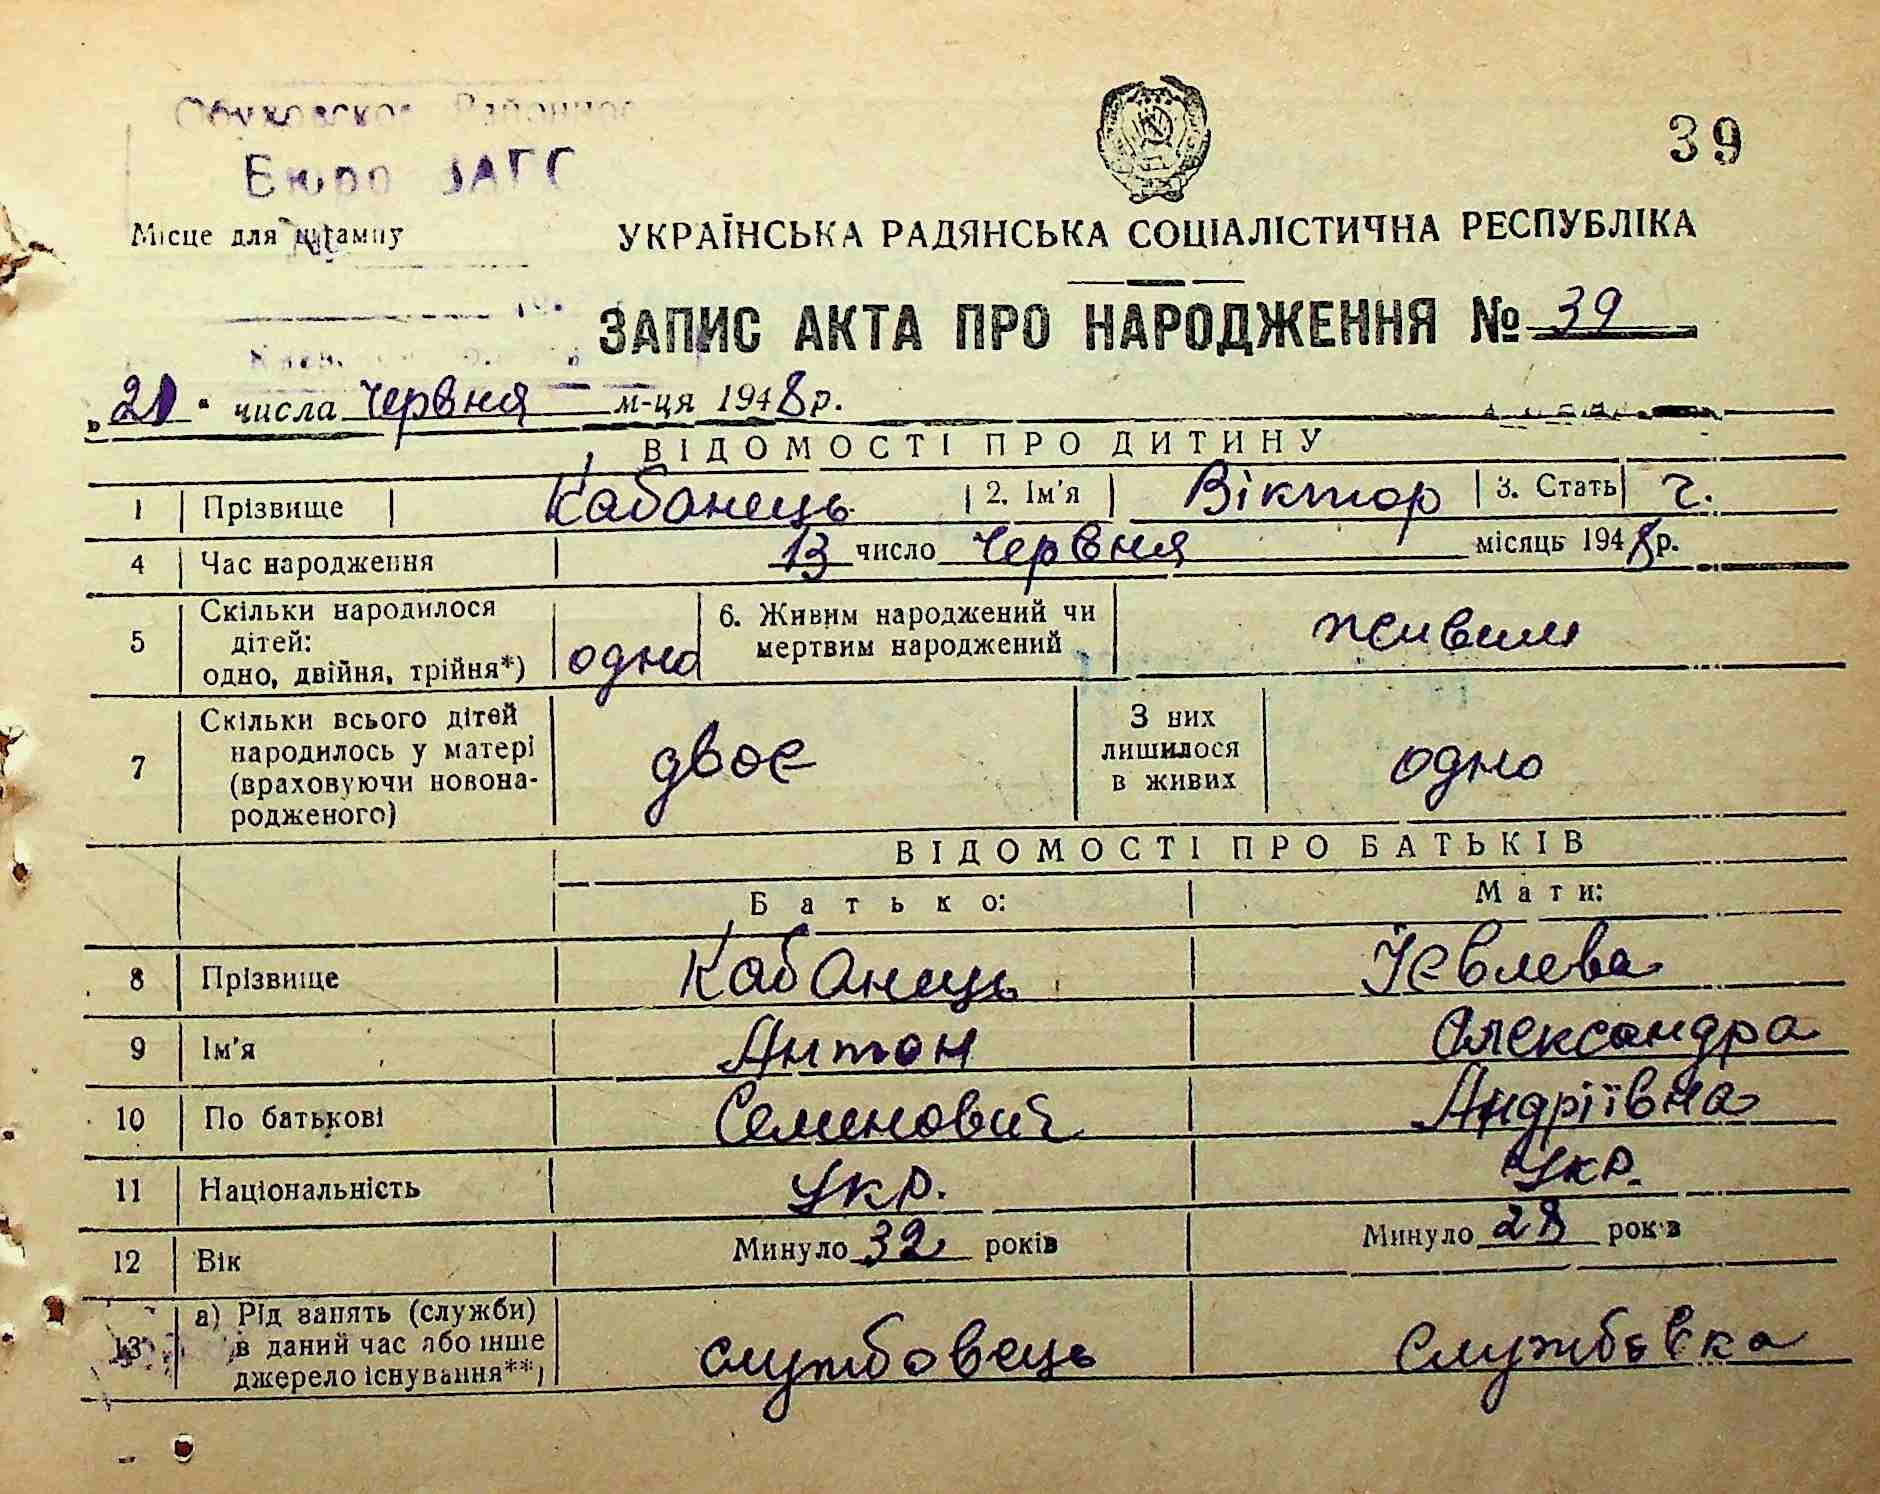 Обуховское Районное
39
Бюро ЗАГС
Місце для штампу
УКРАЇНСЬКА РАДЯНСЬКА СОЦІАЛІСТИЧНА РЕСПУБЛІКА
ЗАПИС АКТА ПРО НАРОДЖЕННЯ № 39
"21" числа червня м-ця 1948 р.
ВІДОМОСТІ ПРО ДИТИНУ
1 Прізвище Кабанець 2. Ім'я Віктор 3. Стать ч.
4 Час народження 13 число червня місяць 1948 р.
5 Скільки народилося
дітей:
одно, двійня, трійня*) одно
6. Живим народжений чи
мертвим народжений живим
7 Скільки всього дітей
народилось у матері
(враховуючи новона-
родженого) двоє
З них
лишилося
в живих одно
ВІДОМОСТІ ПРО БАТЬКІВ
Батько: Мати:
8 Прізвище Кабанець Ієвлева
9 Ім'я Антон Александра
10 По батькові Семенович Андріївна
11 Національність Укр. Укр.
12 Вік Минуло 32 років Минуло 28 років
13 а) Рід занять (служби)
в даний час або інше
джерело існування**) службовець службовка